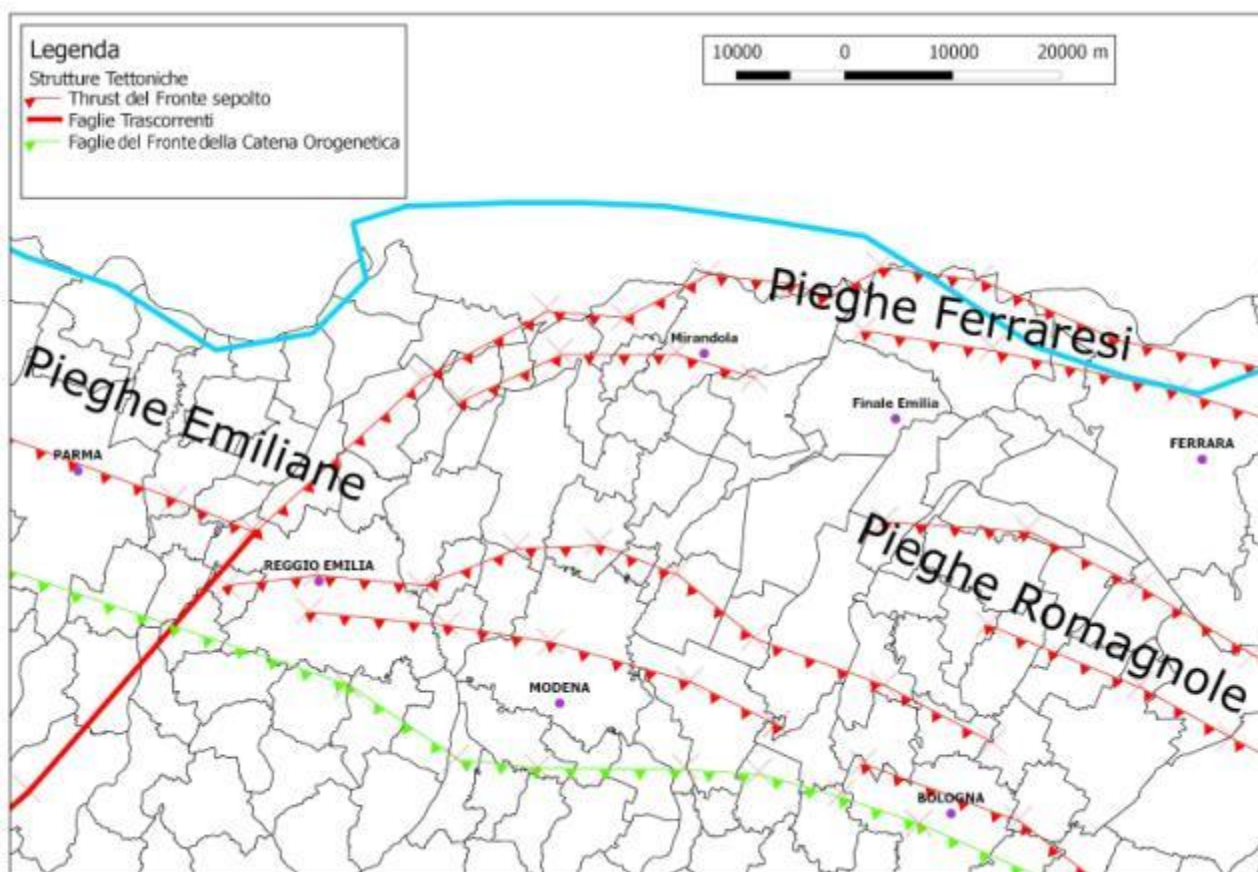 Legenda
Strutture Tettoniche
Thrust del Fronte sepolto
Faglie Trascorrenti
Faglie del Fronte della Catena Orogenetica
10000 0 10000 20000 m
Pieghe Ferraresi
Mirandola
Pieghe Emiliane
Finale Emilia
FERRARA
PARMA
Pieghe Romagnole
REGGIO EMILIA
MODENA
BOLOGNA